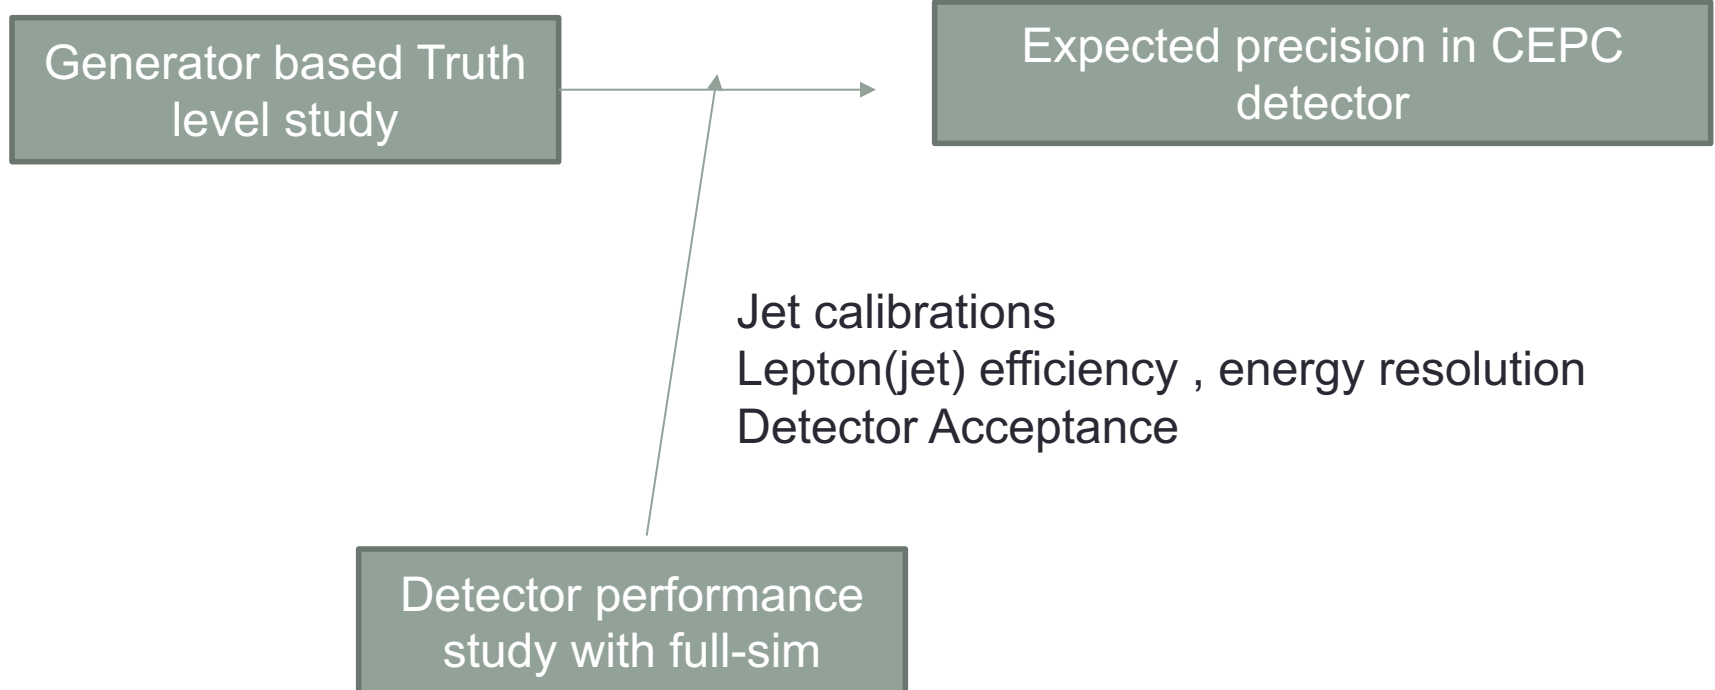 Generator based Truth
level study
Expected precision in CEPC
detector
Jet calibrations
Lepton(jet) efficiency , energy resolution
Detector Acceptance
Detector performance
study with full-sim